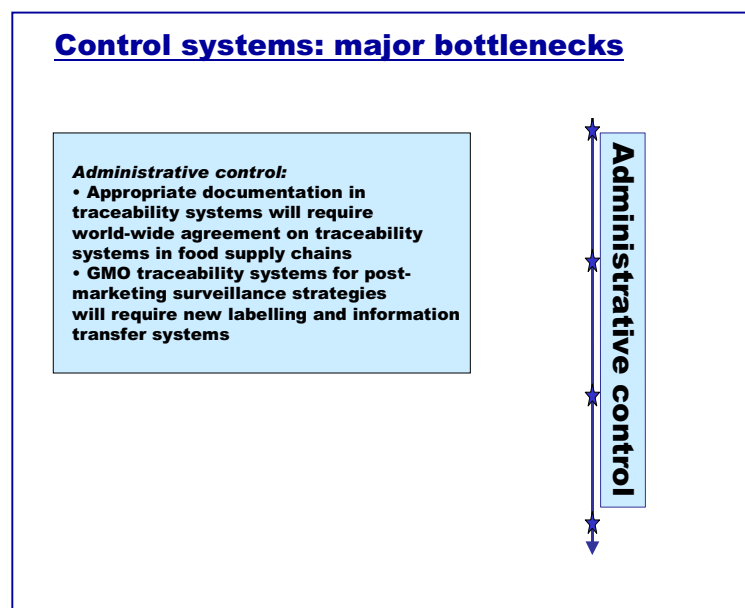 Control systems: major bottlenecks
Administrative control:
• Appropriate documentation in
traceability systems will require
world-wide agreement on traceability
systems in food supply chains
• GMO traceability systems for post-
marketing surveillance strategies
will require new labelling and information
transfer systems
Administrative control